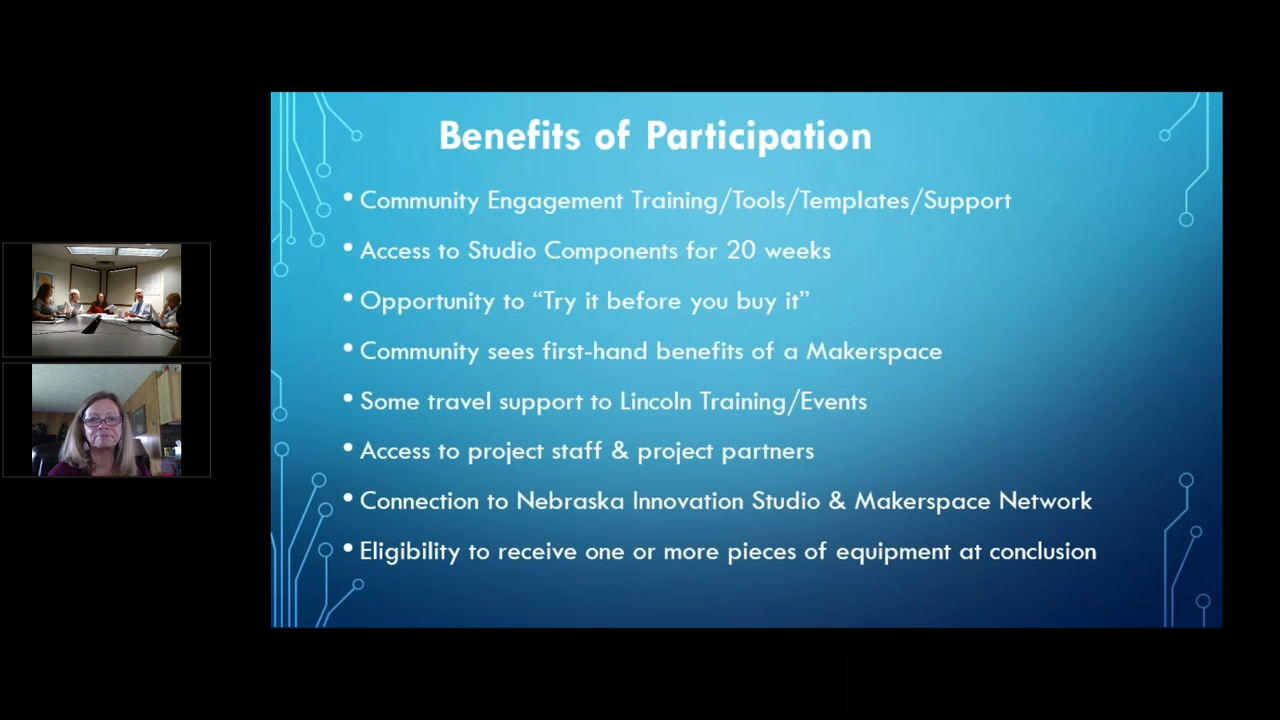 Benefits of Participation
• Community Engagement Training/Tools/Templates/Support
• Access to Studio Components for 20 weeks
• Opportunity to “Try it before you buy it”
• Community sees first-hand benefits of a Makerspace
• Some travel support to Lincoln Training/Events
• Access to project staff & project partners
• Connection to Nebraska Innovation Studio & Makerspace Network
• Eligibility to receive one or more pieces of equipment at conclusion